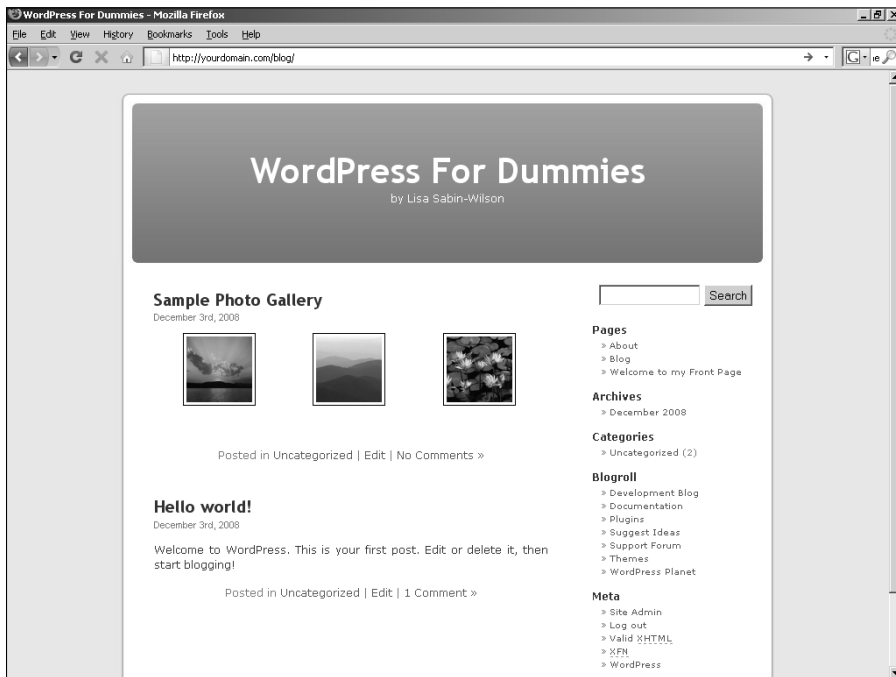 WordPress For Dummies - Mozilla Firefox
File Edit View History Bookmarks Tools Help
http://yourdomain.com/blog/
G
WordPress For Dummies
by Lisa Sabin-Wilson
Sample Photo Gallery
December 3rd, 2008
Posted in Uncategorized | Edit | No Comments »
Hello world!
December 3rd, 2008
Welcome to WordPress. This is your first post. Edit or delete it, then
start blogging!
Posted in Uncategorized | Edit | 1 Comment »
Search
Pages
» About
» Blog
» Welcome to my Front Page
Archives
» December 2008
Categories
» Uncategorized (2)
Blogroll
» Development Blog
» Documentation
» Plugins
» Suggest Ideas
» Support Forum
» Themes
» WordPress Planet
Meta
» Site Admin
» Log out
» Valid XHTML
» XFN
» WordPress